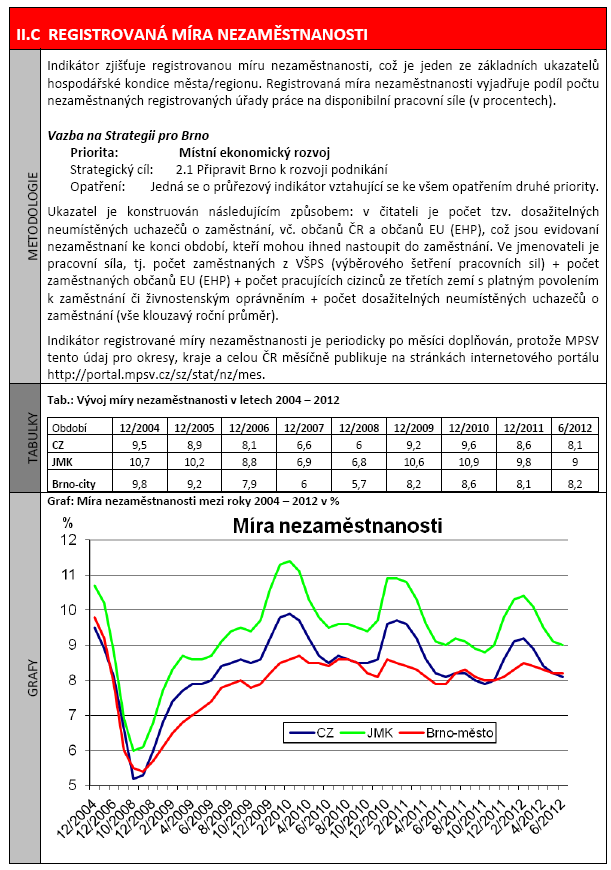 II.C REGISTROVANÁ MÍRA NEZAMĚSTNANOSTI
METODOLOGIE
Indikátor zjišťuje registrovanou míru nezaměstnanosti, což je jeden ze základních ukazatelů
hospodářské kondice města/regionu. Registrovaná míra nezaměstnanosti vyjadřuje podíl počtu
nezaměstnaných registrovaných úřady práce na disponibilní pracovní síle (v procentech).
Vazba na Strategii pro Brno
Priorita: Místní ekonomický rozvoj
Strategický cíl: 2.1 Připravit Brno k rozvoji podnikání
Opatření: Jedná se o průřezový indikátor vztahující se ke všem opatřením druhé priority.
Ukazatel je konstruován následujícím způsobem: v čitateli je počet tzv. dosažitelných
neumístěných uchazečů o zaměstnání, vč. občanů ČR a občanů EU (EHP), což jsou evidovaní
nezaměstnaní ke konci období, kteří mohou ihned nastoupit do zaměstnání. Ve jmenovateli je
pracovní síla, tj. počet zaměstnaných z VŠPS (výběrového šetření pracovních sil) + počet
zaměstnaných občanů EU (EHP) + počet pracujících cizinců ze třetích zemí s platným povolením
k zaměstnání či živnostenským oprávněním + počet dosažitelných neumístěných uchazečů o
zaměstnání (vše klouzavý roční průměr).
Indikátor registrované míry nezaměstnanosti je periodicky po měsíci doplňován, protože MPSV
tento údaj pro okresy, kraje a celou ČR měsíčně publikuje na stránkách internetového portálu
http://portal.mpsv.cz/sz/stat/nz/mes.
TABULKY
Tab.: Vývoj míry nezaměstnanosti v letech 2004 – 2012
Období 12/2004 12/2005 12/2006 12/2007 12/2008 12/2009 12/2010 12/2011 6/2012
CZ 9,5 8,9 8,1 6,6 6 9,2 9,6 8,6 8,1
JMK 10,7 10,2 8,8 6,9 6,8 10,6 10,9 9,8 9
Brno-city 9,8 9,2 7,9 6 5,7 8,2 8,6 8,1 8,2
GRAFY
Graf: Míra nezaměstnanosti mezi roky 2004 – 2012 v %
%
Míra nezaměstnanosti
12
11
10
9
8
7
6
5
CZ JMK Brno-město
12/2004 12/2006 10/2008 12/2008 2/2009 4/2009 6/2009 8/2009 10/2009 12/2009 2/2010 4/2010 6/2010 8/2010 10/2010 12/2010 2/2011 4/2011 6/2011 8/2011 10/2011 12/2011 2/2012 4/2012 6/2012